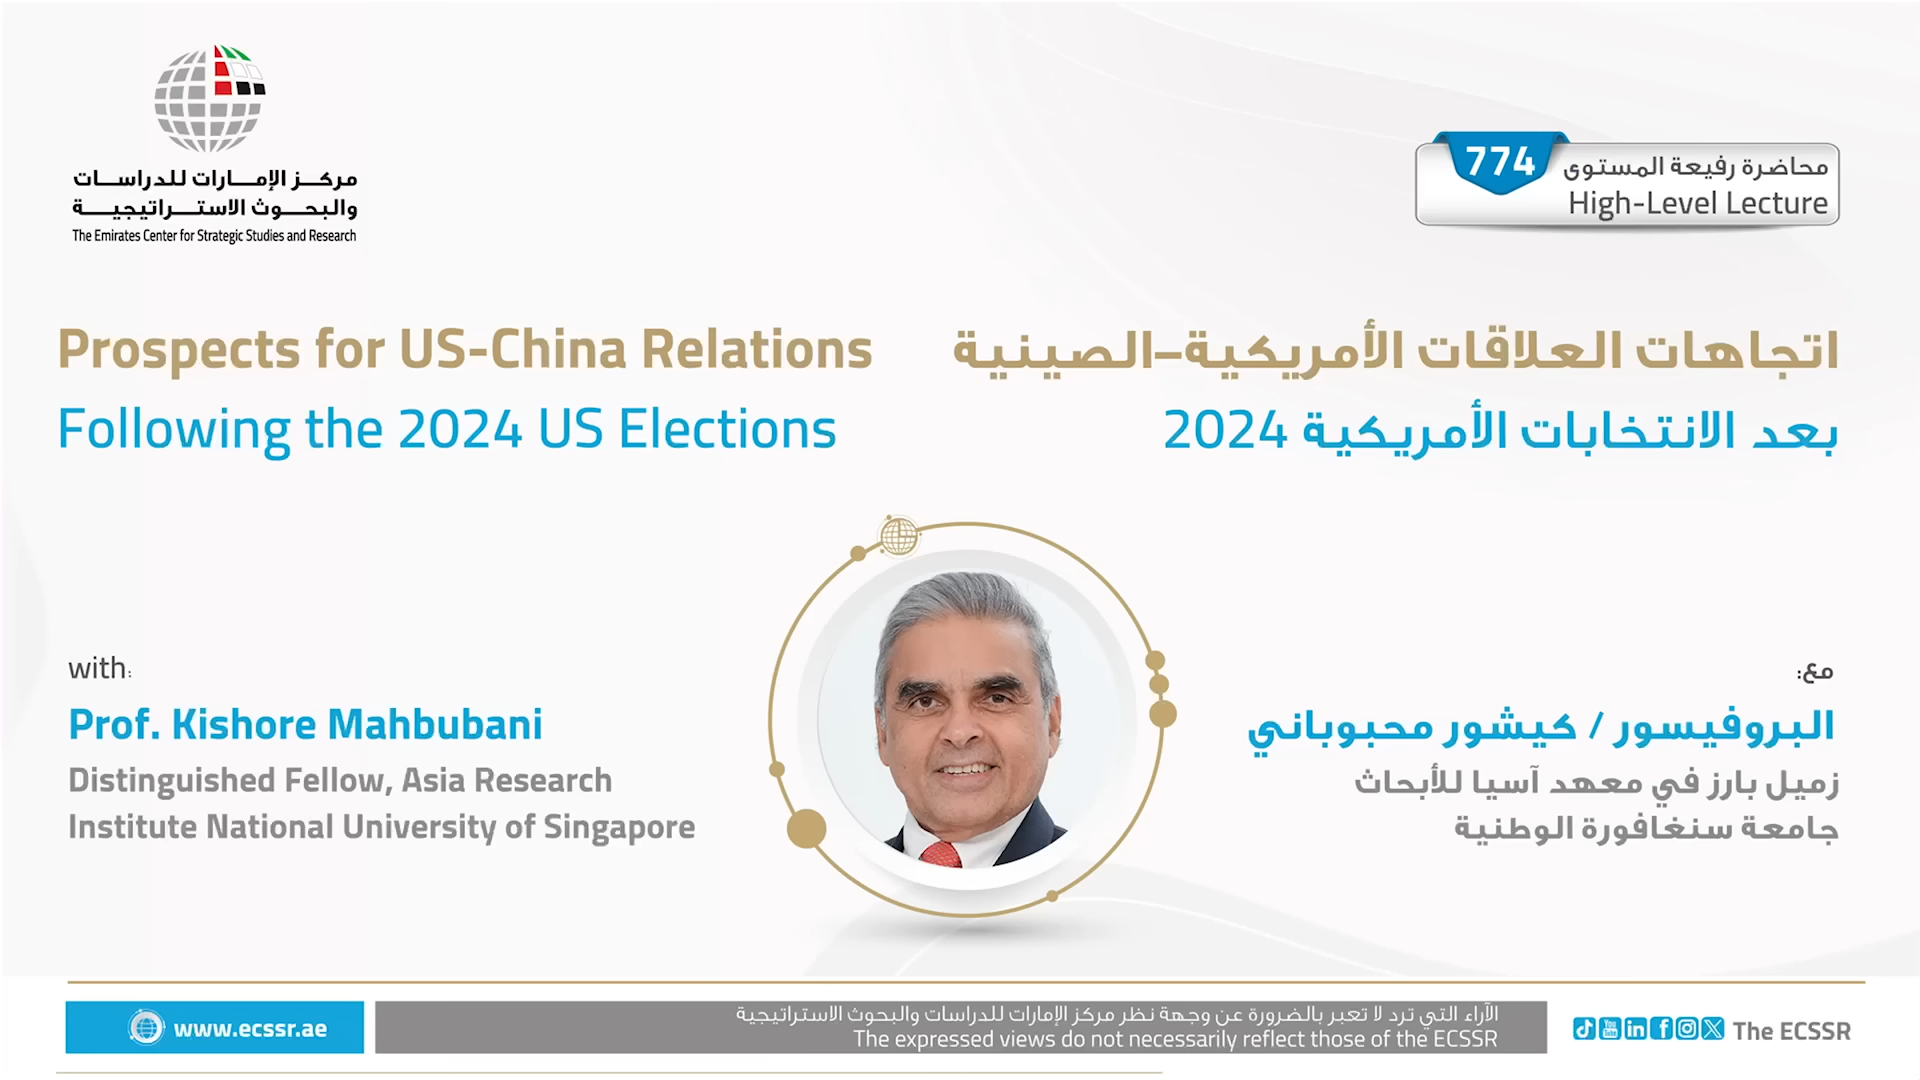 مركز الإمارات للدراسات
والبحوث الاستراتيجية
The Emirates Center for Strategic Studies and Research
774
محاضرة رفيعة المستوى
High-Level Lecture
Prospects for US-China Relations
Following the 2024 US Elections
اتجاهات العلاقات الأمريكية–الصينية
بعد الانتخابات الأمريكية 2024
with:
Prof. Kishore Mahbubani
Distinguished Fellow, Asia Research
Institute National University of Singapore
مع:
البروفيسور / كيشور محبوباني
زميل بارز في معهد آسيا للأبحاث
جامعة سنغافورة الوطنية
www.ecssr.ae
الآراء التي ترد لا تعبر بالضرورة عن وجهة نظر مركز الإمارات للدراسات والبحوث الاستراتيجية
The expressed views do not necessarily reflect those of the ECSSR
The ECSSR